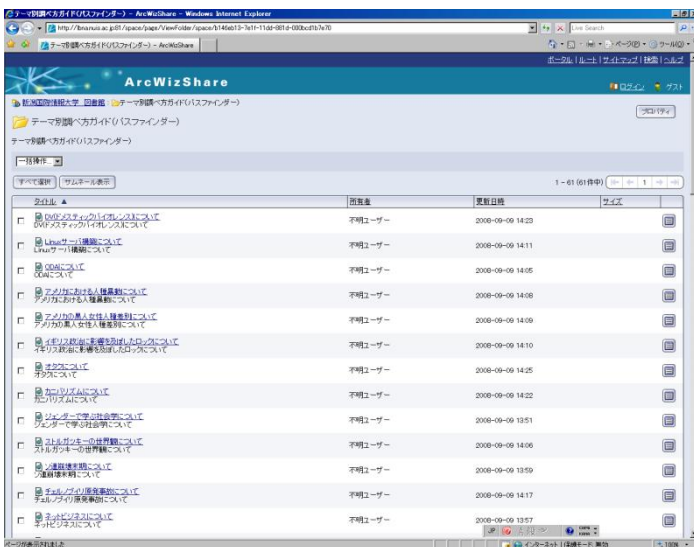 テーマ別調べ方ガイド(パスファインダー) - ArcWizShare - Windows Internet Explorer
Live Search
テーマ別調べ方ガイド(パスファインダー) - ArcWizShare
ページ(P) ツール(O)
ポータル | ルート | サイトマップ | 検索 | ヘルプ
ArcWizShare
ログイン ゲスト
新潟国際情報大学 図書館 : テーマ別調べ方ガイド(パスファインダー)
プロパティ
テーマ別調べ方ガイド(パスファインダー)
テーマ別調べ方ガイド(パスファインダー)
一括操作...
すべて選択 サムネール表示 1 - 61 (61件中) 1
タイトル ▲ 所有者 更新日時 サイズ
DV(ドメスティックバイオレンス)について
DV(ドメスティックバイオレンス)について
不明ユーザー 2008-09-09 14:23
Linuxサーバ構築について
Linuxサーバ構築について
不明ユーザー 2008-09-09 14:11
ODAについて
ODAについて
不明ユーザー 2008-09-09 14:05
アメリカにおける人種暴動について
アメリカにおける人種暴動について
不明ユーザー 2008-09-09 14:08
アメリカの黒人女性人種差別について
アメリカの黒人女性人種差別について
不明ユーザー 2008-09-09 14:09
イギリス政治に影響を及ぼしたロックについて
イギリス政治に影響を及ぼしたロックについて
不明ユーザー 2008-09-09 14:10
オタクについて
オタクについて
不明ユーザー 2008-09-09 14:25
カニバリズムについて
カニバリズムについて
不明ユーザー 2008-09-09 14:22
ジェンダーで学ぶ社会学について
ジェンダーで学ぶ社会学について
不明ユーザー 2008-09-09 13:51
ストルガツキーの世界観について
ストルガツキーの世界観について
不明ユーザー 2008-09-09 14:06
ソ連崩壊末期について
ソ連崩壊末期について
不明ユーザー 2008-09-09 13:59
チェルノブイリ原発事故について
チェルノブイリ原発事故について
不明ユーザー 2008-09-09 14:17
ネットビジネスについて
ネットビジネスについて
不明ユーザー 2008-09-09 13:57
ページが表示されました
インターネット | 保護モード: 無効 100%